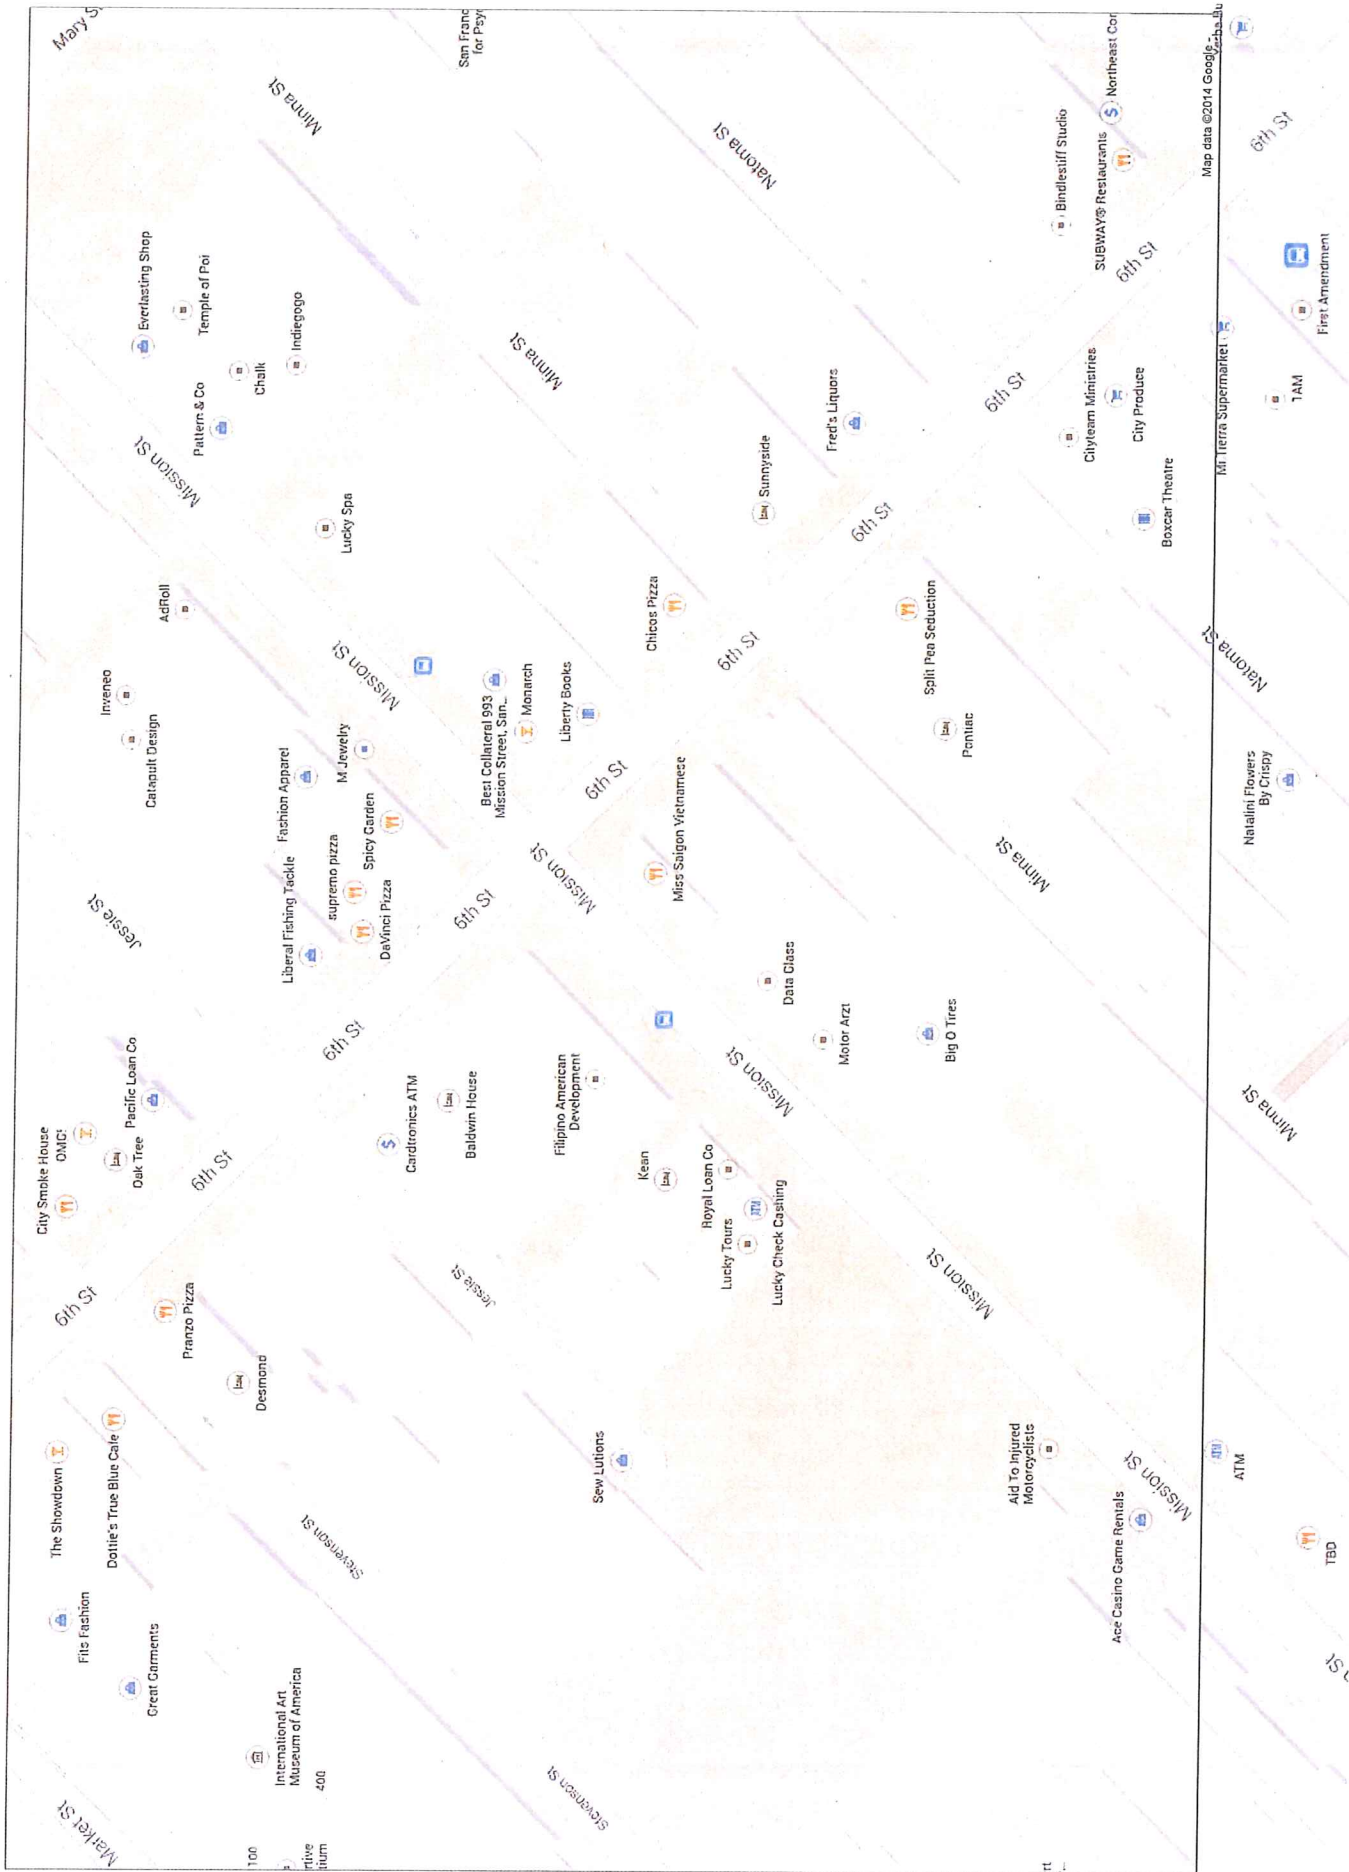 Market St
Fits Fashion
The Showdown
6th St
City Smoke House
OMG!
Mary S
Great Garments
Dottie's True Blue Cafe
Oak Tree
Pacific Loan Co
Jessie St
Catapult Design
Inveneo
Everlasting Shop
Pranzo Pizza
6th St
AdRoll
Mission St
Pattern & Co
Temple of Poi
100
Desmond
Chalk
Minna St
International Art
Museum of America
400
Stevenson St
Liberal Fishing Tackle
Fashion Apparel
Indiegogo
6th St
supremo pizza
M Jewelry
Lucky Spa
Mission St
DaVinci Pizza
Spicy Garden
Cardtronics ATM
Baldwin House
Jessie St
6th St
San Franc
for Psy
Best Collateral 993
Mission Street, San...
Monarch
Minna St
Stevenson St
Filipino American
Development
Mission St
Liberty Books
6th St
Sew Lutions
Kean
Miss Saigon Vietnamese
Chicos Pizza
Royal Loan Co
Lucky Tours
Lucky Check Cashing
6th St
Natoma St
Mission St
Data Glass
Sunnyside
Motor Arzt
Fred's Liquors
6th St
Big O Tires
Split Pea Seduction
Mission St
Pontiac
Minna St
6th St
Aid To Injured
Motorcyclists
Bindlestiff Studio
Cityteam Ministries
SUBWAY® Restaurants
Northeast Cor
Ace Casino Game Rentals
City Produce
6th St
Mission St
Boxcar Theatre
Map data ©2014 Google
ATM
Natoma St
Mi Tierra Supermarket
Minna St
Natalini Flowers
By Crispy
6th St
1AM
TBD
First Amendment